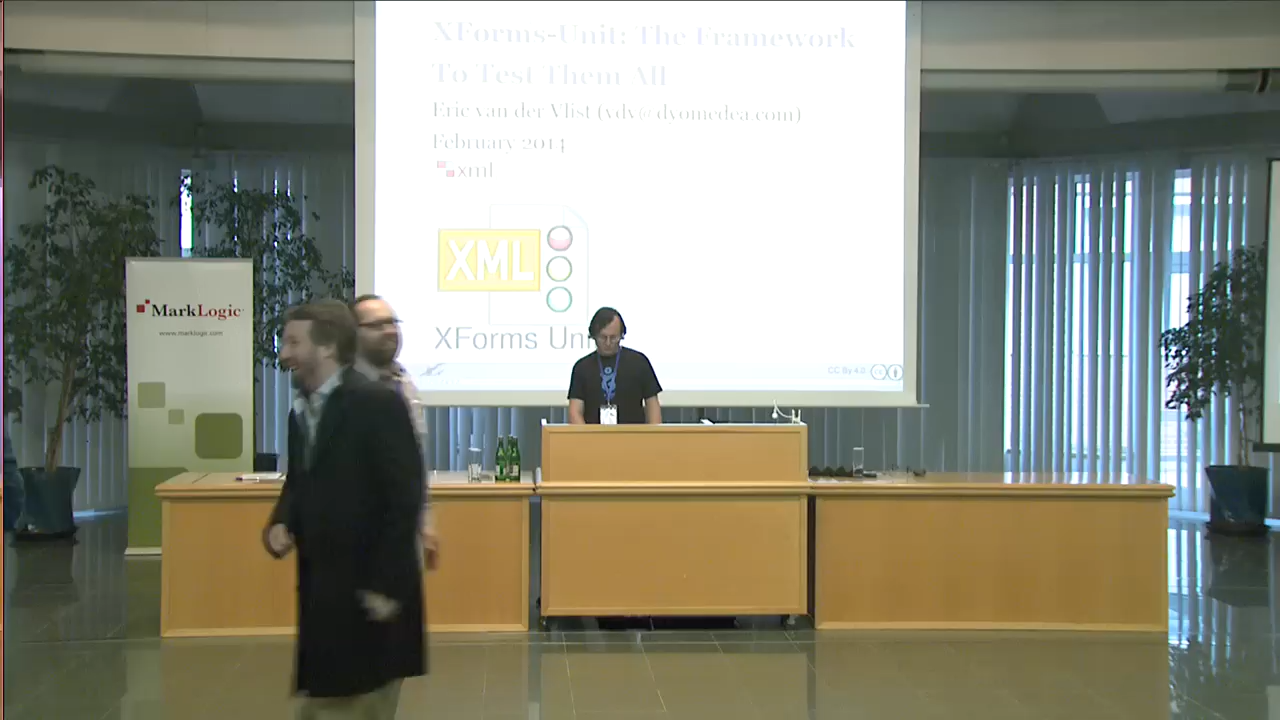 XForms-Unit: The Framework
To Test Them All
Eric van der Vlist (vdv@dyomedea.com)
February 2014
xml
XML
XForms Uni
CC By 4.0
MarkLogic
www.marklogic.com